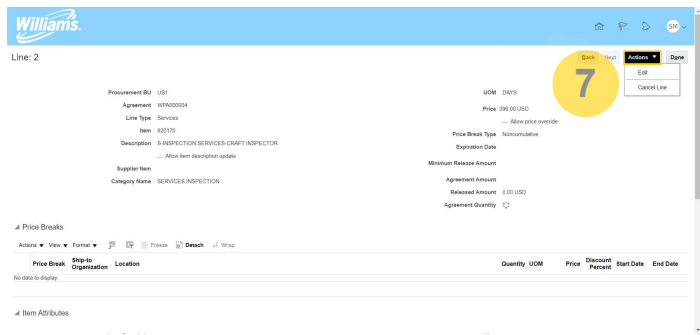 Williams.
SM
Line: 2
Back Next Actions Done
7
Edit
Cancel Line
Procurement BU US1
Agreement WPA000004
Line Type Services
Item 920170
Description S-INSPECTION SERVICES-CRAFT INSPECTOR
Allow item description update
Supplier Item
Category Name SERVICES.INSPECTION
UOM DAYS
Price 396.00 USD
Allow price override
Price Break Type Noncumulative
Expiration Date
Minimum Release Amount
Agreement Amount
Released Amount 0.00 USD
Agreement Quantity
Price Breaks
Actions View Format Freeze Detach Wrap
Price Break Ship-to Organization Location Quantity UOM Price Discount Percent Start Date End Date
No data to display.
Item Attributes